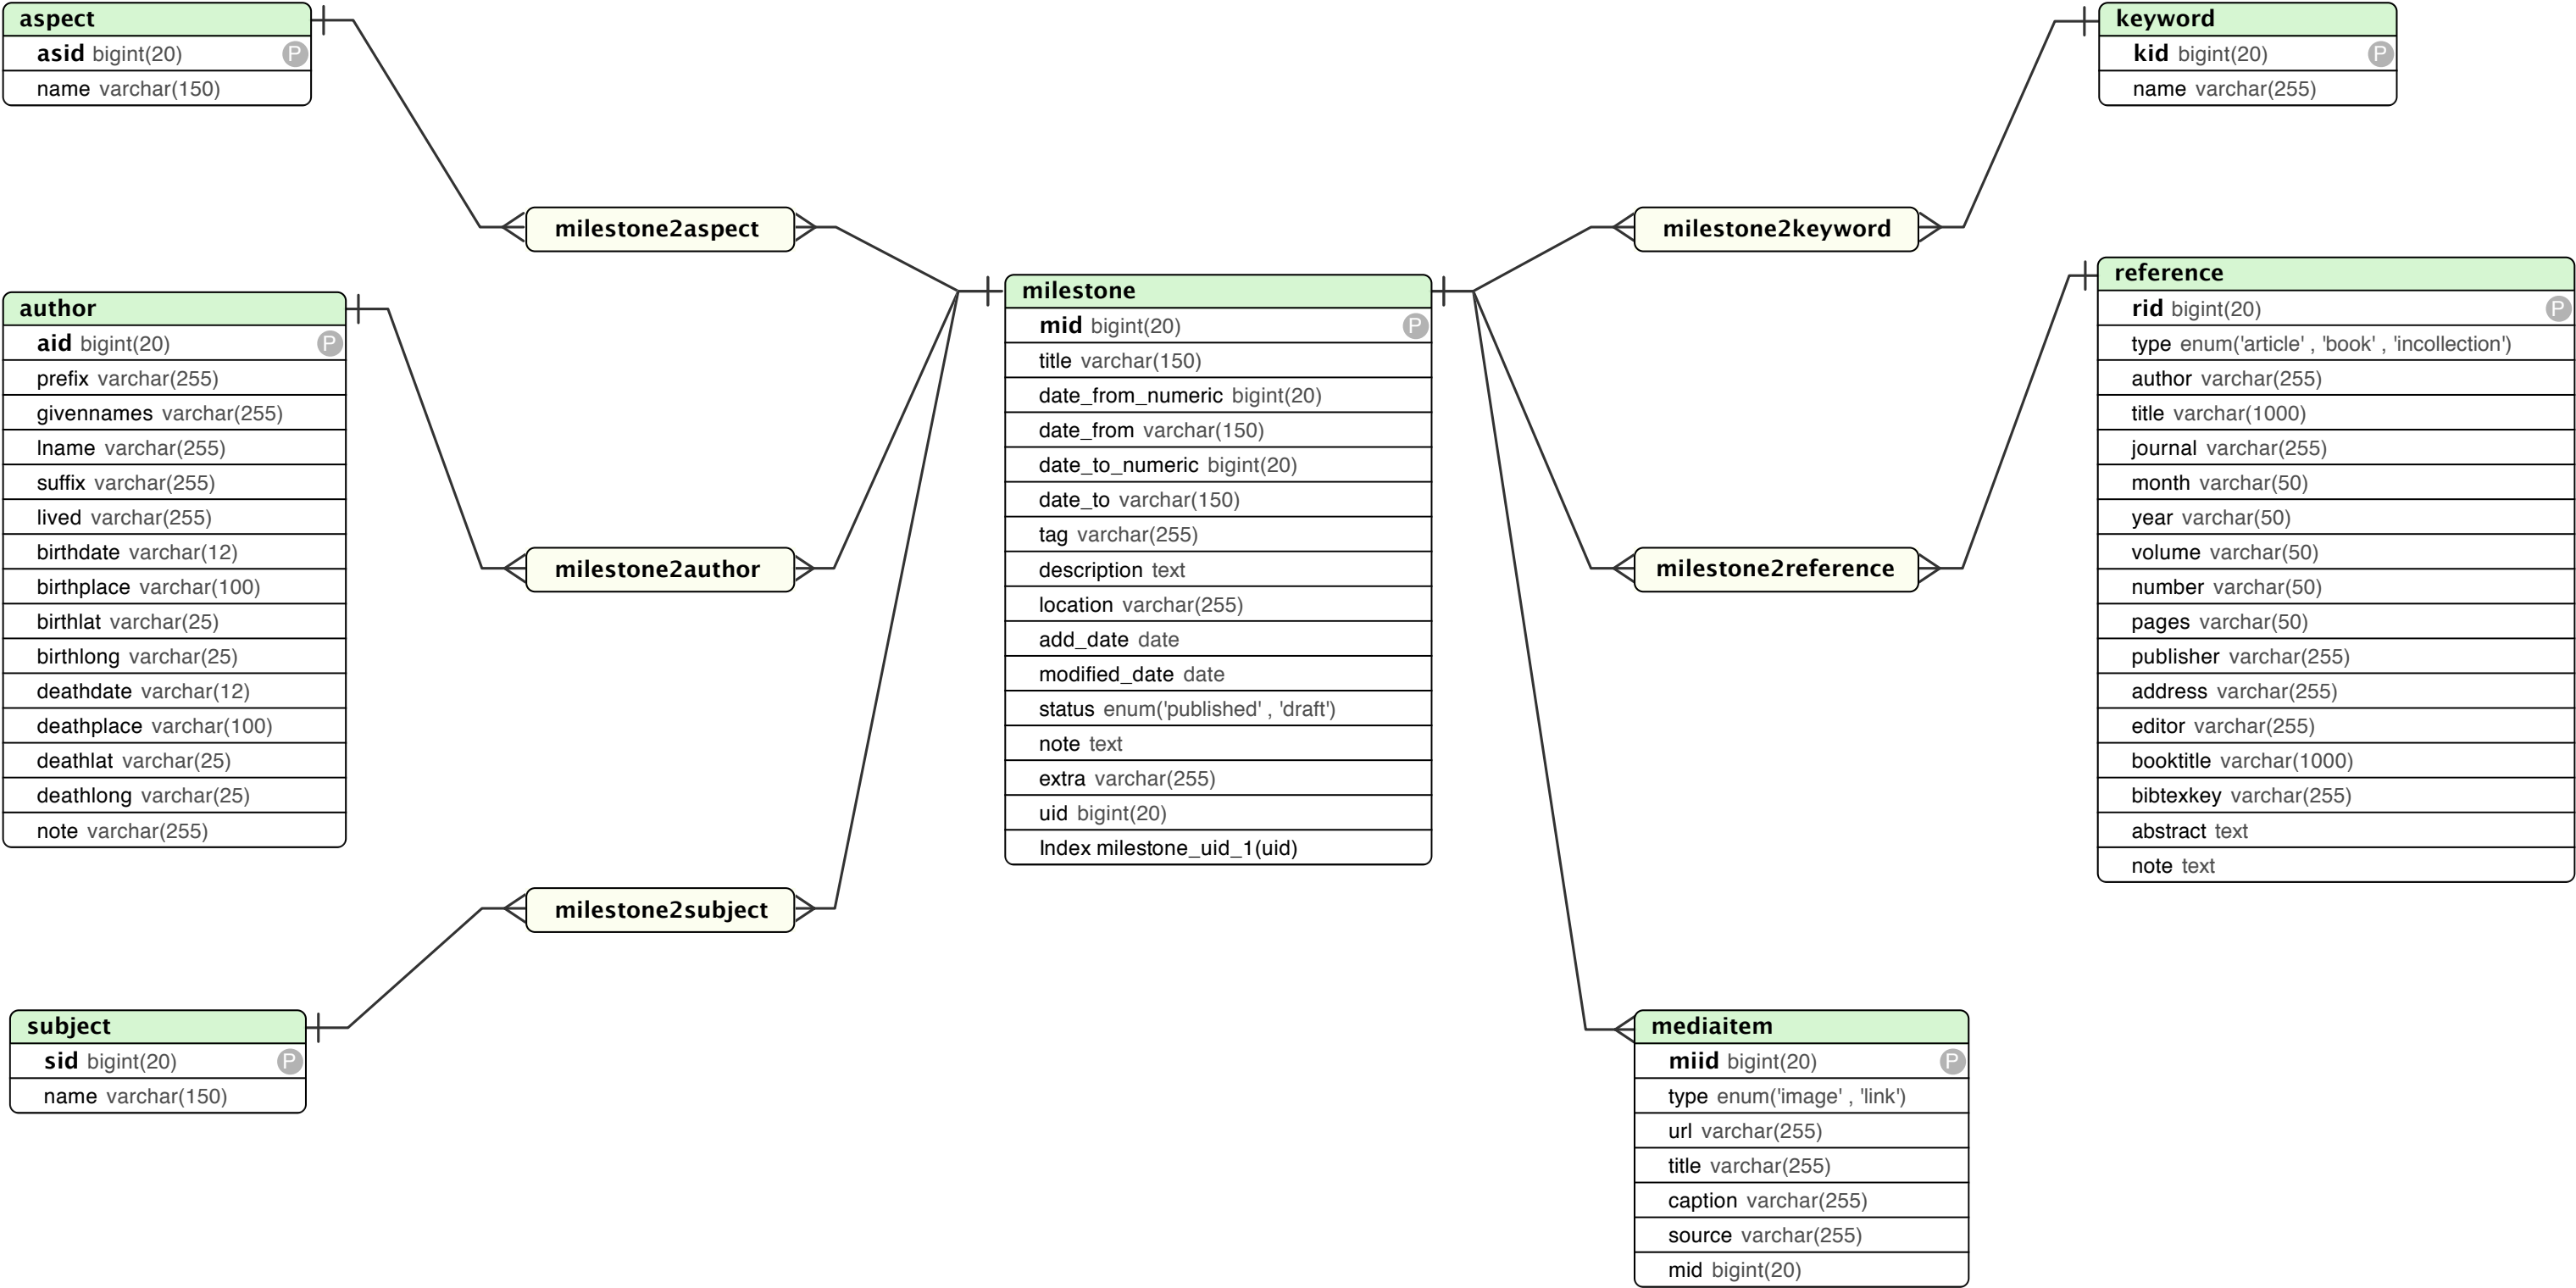 aspect
asid bigint(20) P
name varchar(150)
keyword
kid bigint(20) P
name varchar(255)
milestone2aspect
milestone2keyword
author
aid bigint(20) P
prefix varchar(255)
givennames varchar(255)
lname varchar(255)
suffix varchar(255)
lived varchar(255)
birthdate varchar(12)
birthplace varchar(100)
birthlat varchar(25)
birthlong varchar(25)
deathdate varchar(12)
deathplace varchar(100)
deathlat varchar(25)
deathlong varchar(25)
note varchar(255)
milestone2author
milestone
mid bigint(20) P
title varchar(150)
date_from_numeric bigint(20)
date_from varchar(150)
date_to_numeric bigint(20)
date_to varchar(150)
tag varchar(255)
description text
location varchar(255)
add_date date
modified_date date
status enum('published' , 'draft')
note text
extra varchar(255)
uid bigint(20)
Index milestone_uid_1(uid)
milestone2reference
reference
rid bigint(20) P
type enum('article' , 'book' , 'incollection')
author varchar(255)
title varchar(1000)
journal varchar(255)
month varchar(50)
year varchar(50)
volume varchar(50)
number varchar(50)
pages varchar(50)
publisher varchar(255)
address varchar(255)
editor varchar(255)
booktitle varchar(1000)
bibtexkey varchar(255)
abstract text
note text
milestone2subject
subject
sid bigint(20) P
name varchar(150)
mediaitem
miid bigint(20) P
type enum('image' , 'link')
url varchar(255)
title varchar(255)
caption varchar(255)
source varchar(255)
mid bigint(20)